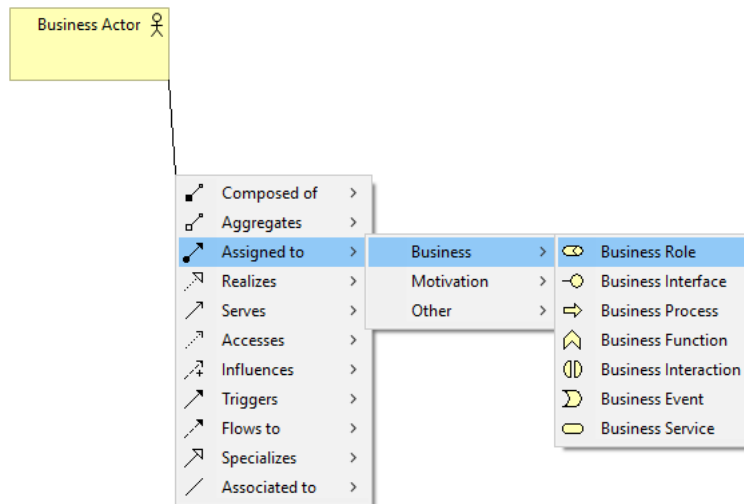 Business Actor
Composed of
Aggregates
Assigned to
Realizes
Serves
Accesses
Influences
Triggers
Flows to
Specializes
Associated to
Business
Motivation
Other
Business Role
Business Interface
Business Process
Business Function
Business Interaction
Business Event
Business Service